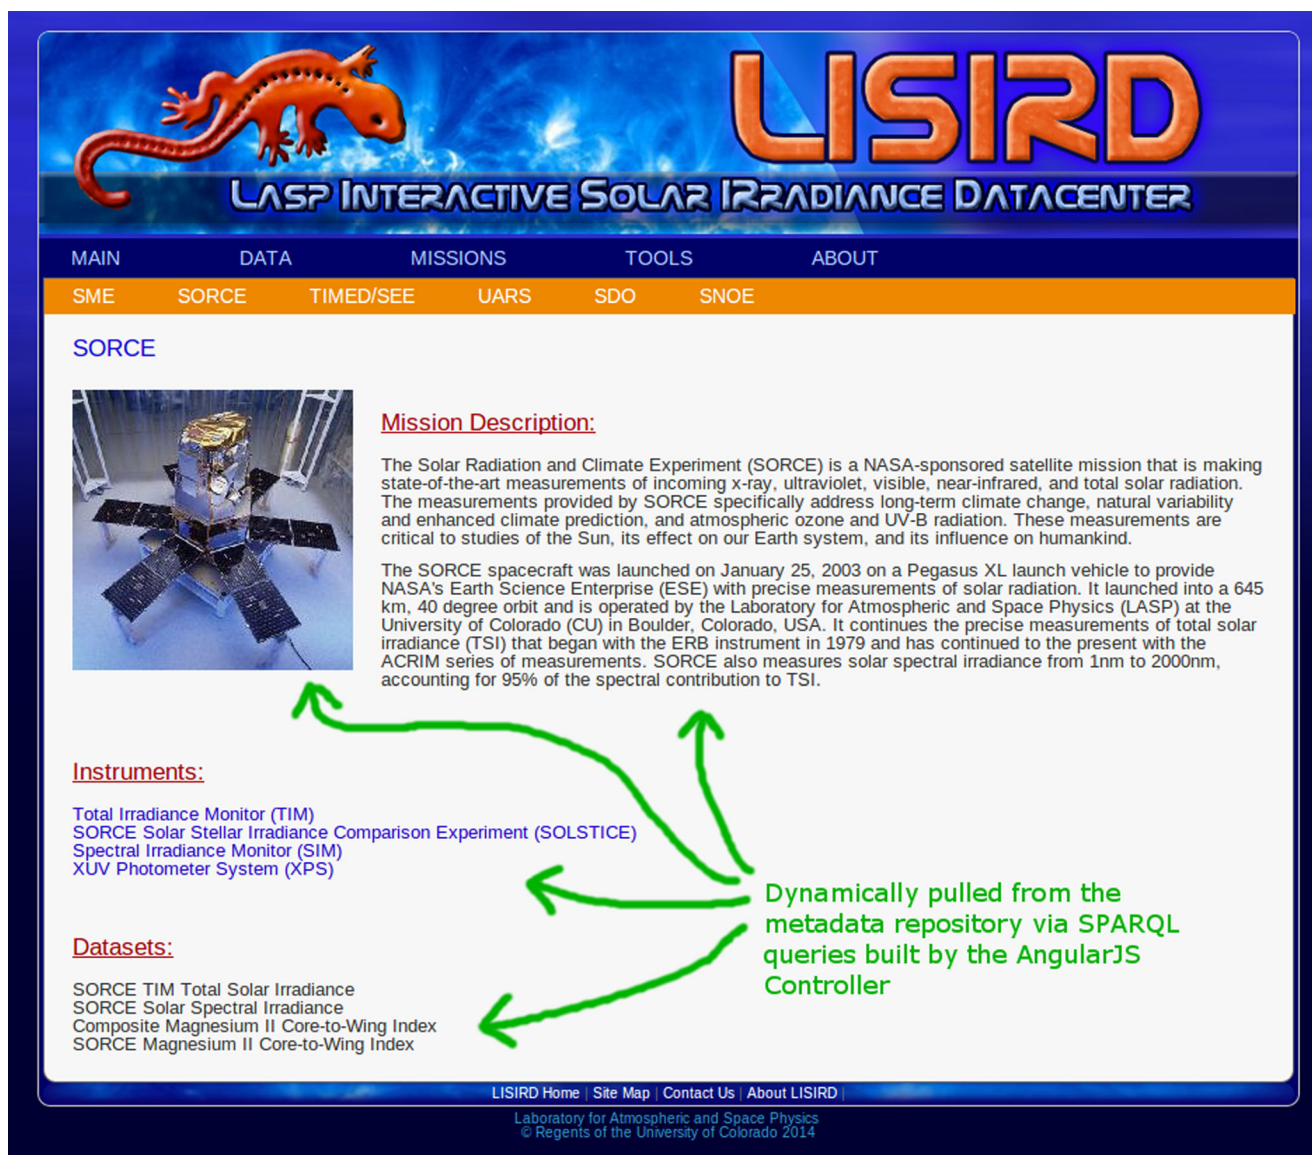 LISIRD
LASP INTERACTIVE SOLAR IRRADIANCE DATACENTER
MAIN DATA MISSIONS TOOLS ABOUT
SME SORCE TIMED/SEE UARS SDO SNOE
SORCE
Mission Description:
The Solar Radiation and Climate Experiment (SORCE) is a NASA-sponsored satellite mission that is making
state-of-the-art measurements of incoming x-ray, ultraviolet, visible, near-infrared, and total solar radiation.
The measurements provided by SORCE specifically address long-term climate change, natural variability
and enhanced climate prediction, and atmospheric ozone and UV-B radiation. These measurements are
critical to studies of the Sun, its effect on our Earth system, and its influence on humankind.
The SORCE spacecraft was launched on January 25, 2003 on a Pegasus XL launch vehicle to provide
NASA's Earth Science Enterprise (ESE) with precise measurements of solar radiation. It launched into a 645
km, 40 degree orbit and is operated by the Laboratory for Atmospheric and Space Physics (LASP) at the
University of Colorado (CU) in Boulder, Colorado, USA. It continues the precise measurements of total solar
irradiance (TSI) that began with the ERB instrument in 1979 and has continued to the present with the
ACRIM series of measurements. SORCE also measures solar spectral irradiance from 1nm to 2000nm,
accounting for 95% of the spectral contribution to TSI.
Instruments:
Total Irradiance Monitor (TIM)
SORCE Solar Stellar Irradiance Comparison Experiment (SOLSTICE)
Spectral Irradiance Monitor (SIM)
XUV Photometer System (XPS)
Dynamically pulled from the
metadata repository via SPARQL
queries built by the AngularJS
Controller
Datasets:
SORCE TIM Total Solar Irradiance
SORCE Solar Spectral Irradiance
Composite Magnesium II Core-to-Wing Index
SORCE Magnesium II Core-to-Wing Index
LISIRD Home | Site Map | Contact Us | About LISIRD |
Laboratory for Atmospheric and Space Physics
© Regents of the University of Colorado 2014